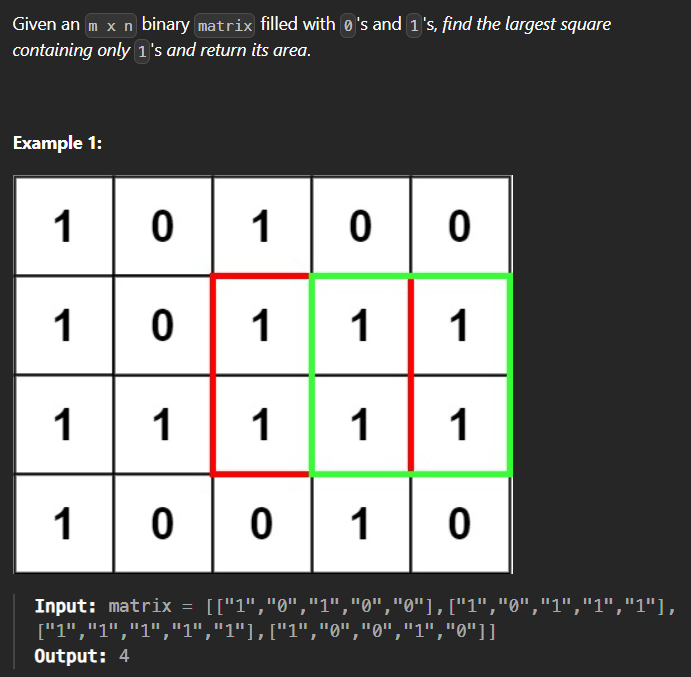 Given an m x n binary matrix filled with 0's and 1's, find the largest square
containing only 1's and return its area.
Example 1:
1 0 1 0 0
1 0 1 1 1
1 1 1 1 1
1 0 0 1 0
Input: matrix = [["1","0","1","0","0"],["1","0","1","1","1"],
["1","1","1","1","1"],["1","0","0","1","0"]]
Output: 4